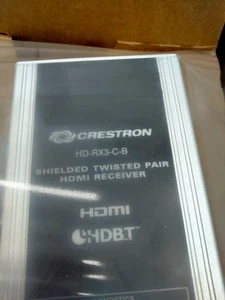 CRESTRON
HD-RX3-C-B
SHIELDED TWISTED PAIR
HDMI RECEIVER
HDMI
HDBT